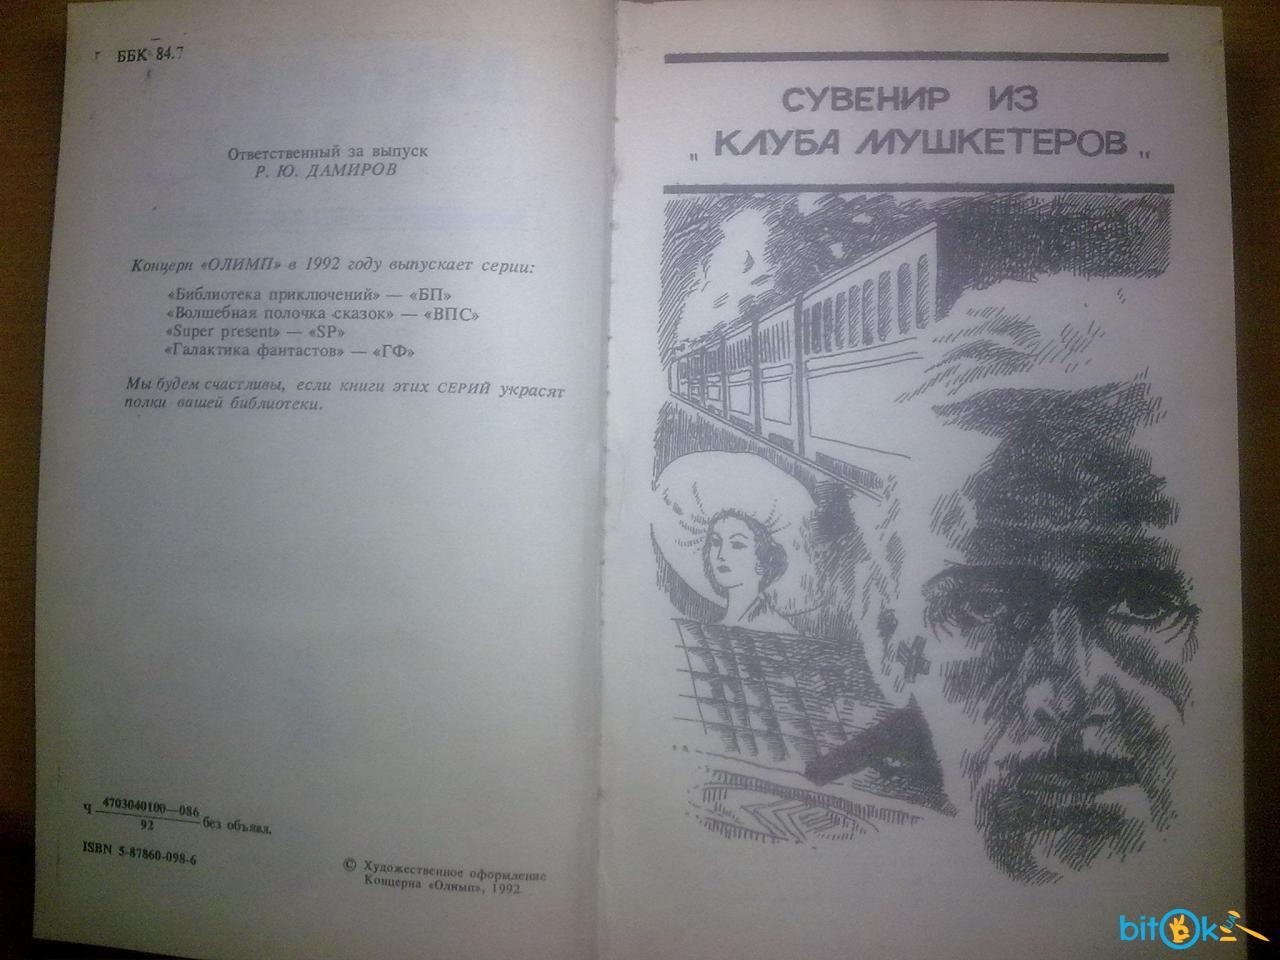 ББК 84.7
Ответственный за выпуск
Р. Ю. ДАМИРОВ
Концерн «ОЛИМП» в 1992 году выпускает серии:
«Библиотека приключений» — «БП»
«Волшебная полочка сказок» — «ВПС»
«Super present» — «SP»
«Галактика фантастов» — «ГФ»
Мы будем счастливы, если книги этих СЕРИЙ украсят
полки вашей библиотеки.
Ч 4703040100—086 без объявл.
92
ISBN 5-87860-098-6
© Художественное оформление
Концерна «Олимп», 1992
СУВЕНИР ИЗ
„ КЛУБА МУШКЕТЕРОВ „
bitOk
UA